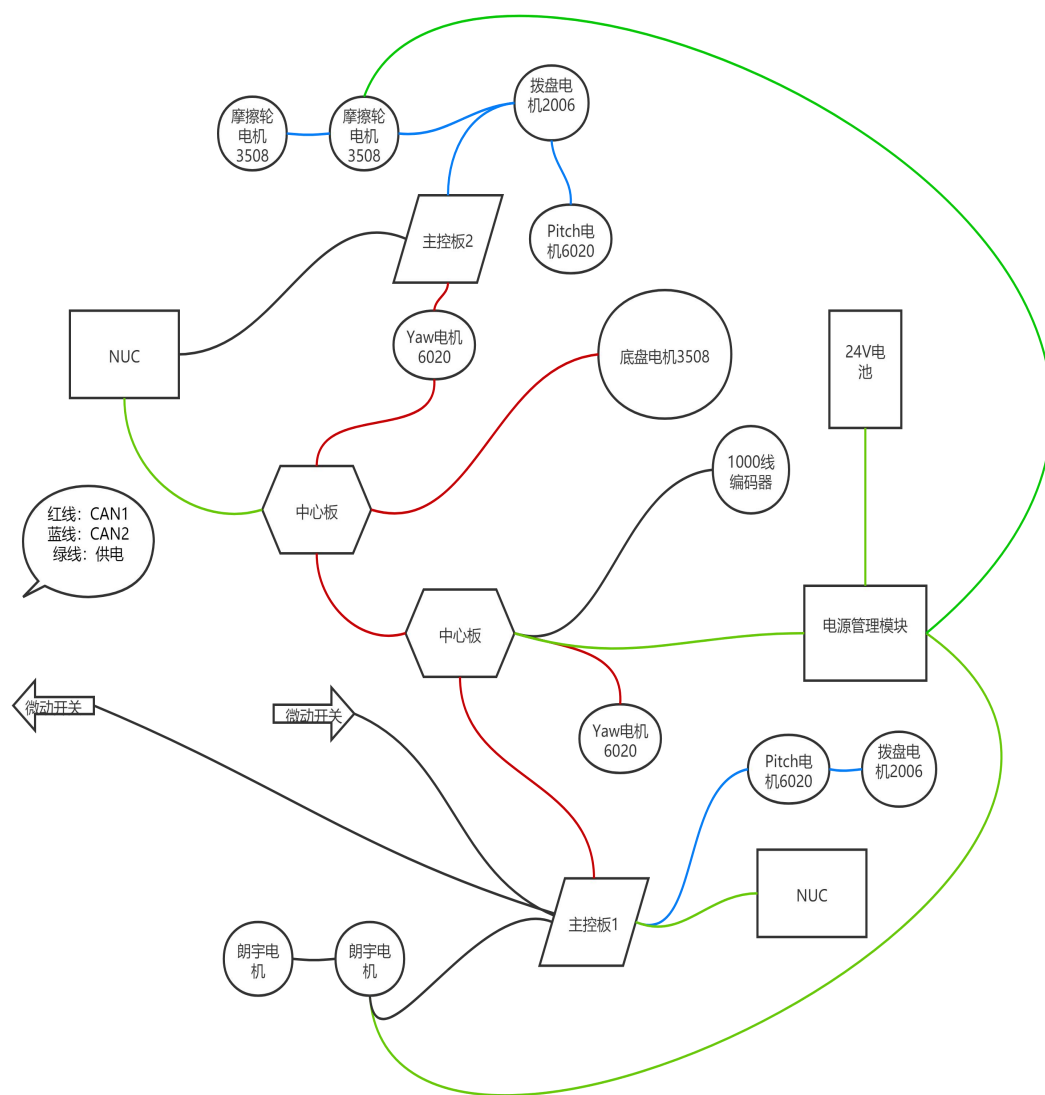 拨盘电
机2006
摩擦轮
电机
3508
摩擦轮
电机
3508
主控板2
Pitch电
机6020
NUC
Yaw电机
6020
底盘电机3508
24V电
池
1000线
编码器
中心板
红线：CAN1
蓝线：CAN2
绿线：供电
中心板
电源管理模块
微动开关
微动开关
Yaw电机
6020
Pitch电
机6020
拨盘电
机2006
NUC
主控板1
朗宇电
机
朗宇电
机